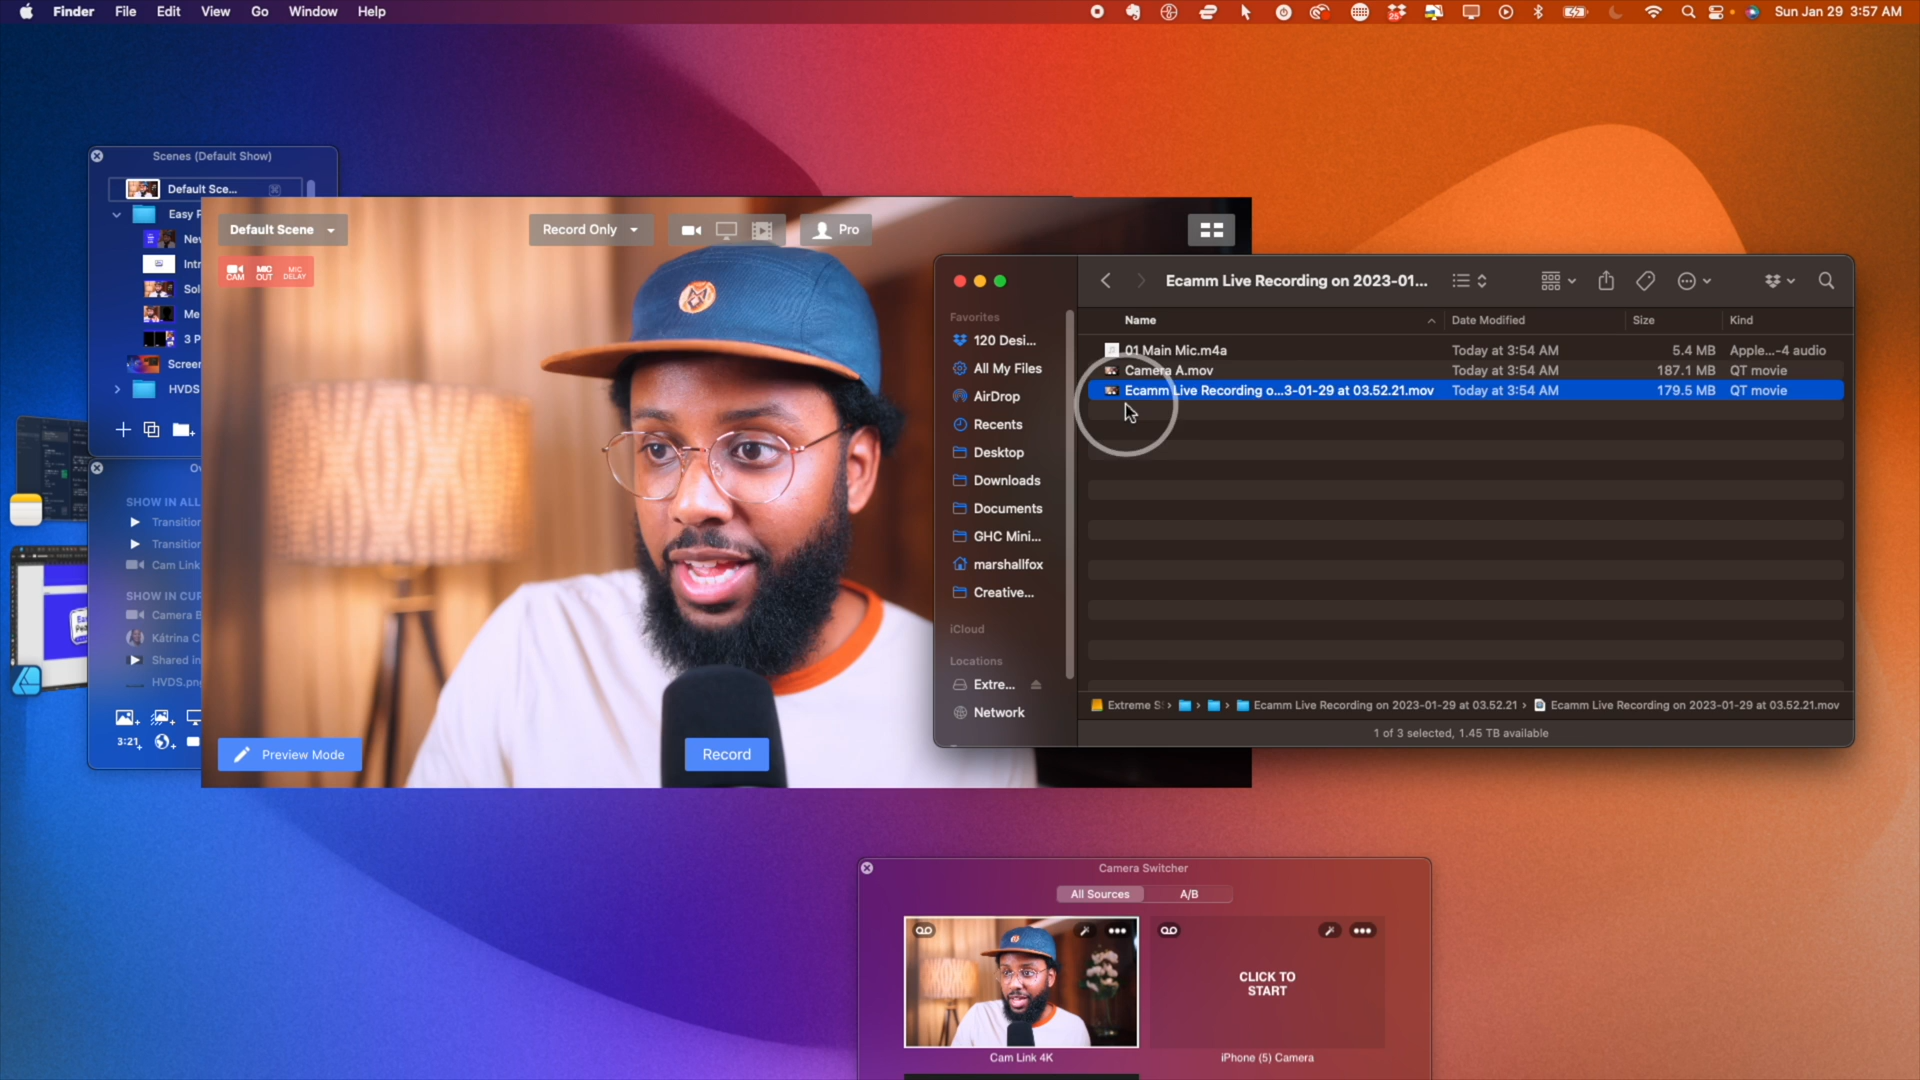 Finder File Edit View Go Window Help
25
Sun Jan 29 3:57 AM
Scenes (Default Show)
Default Sce...
Easy P
New
Intr
Sol
Me
3 P
Screen
HVDS
SHOW IN ALL
Transition
Transition
Cam Link
SHOW IN CUR
Camera B
Kátrina C
Shared in
HVDS.png
3:21
Default Scene
Record Only
Pro
CAM
MIC OUT
MIC DELAY
Preview Mode
Record
Ecamm Live Recording on 2023-01...
Favorites
120 Desi...
All My Files
AirDrop
Recents
Desktop
Downloads
Documents
GHC Mini...
marshallfox
Creative...
iCloud
Locations
Extre...
Network
Name Date Modified Size Kind
01 Main Mic.m4a Today at 3:54 AM 5.4 MB Apple...-4 audio
Camera A.mov Today at 3:54 AM 187.1 MB QT movie
Ecamm Live Recording o...3-01-29 at 03.52.21.mov Today at 3:54 AM 179.5 MB QT movie
Extreme S › › › Ecamm Live Recording on 2023-01-29 at 03.52.21 › Ecamm Live Recording on 2023-01-29 at 03.52.21.mov
1 of 3 selected, 1.45 TB available
Camera Switcher
All Sources A/B
CLICK TO
START
Cam Link 4K
iPhone (5) Camera